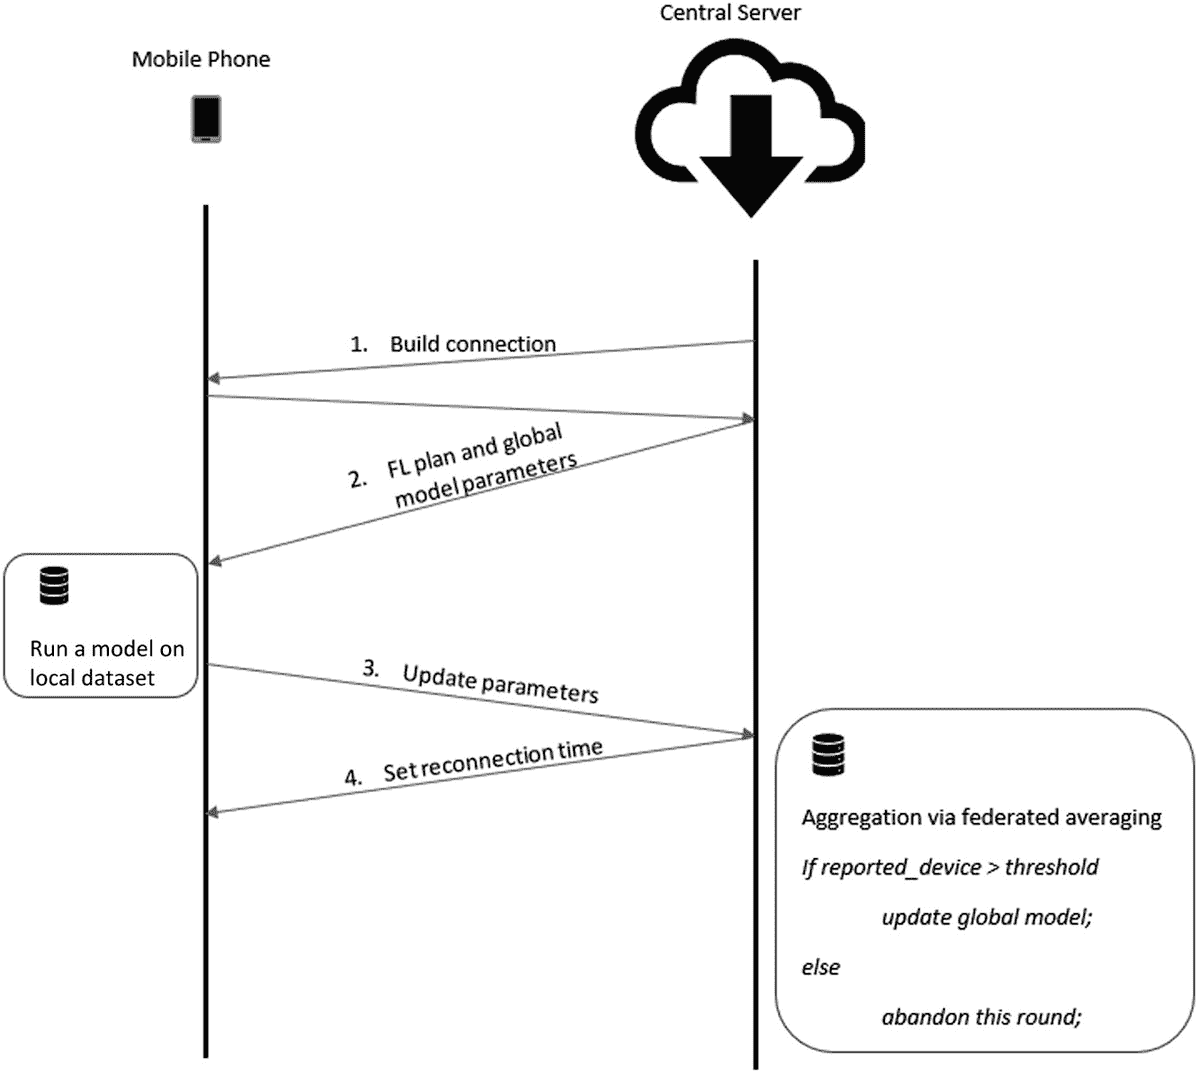 Central Server
Mobile Phone
1. Build connection
2. FL plan and global
model parameters
Run a model on
local dataset
3. Update parameters
4. Set reconnection time
Aggregation via federated averaging
If reported_device > threshold
update global model;
else
abandon this round;